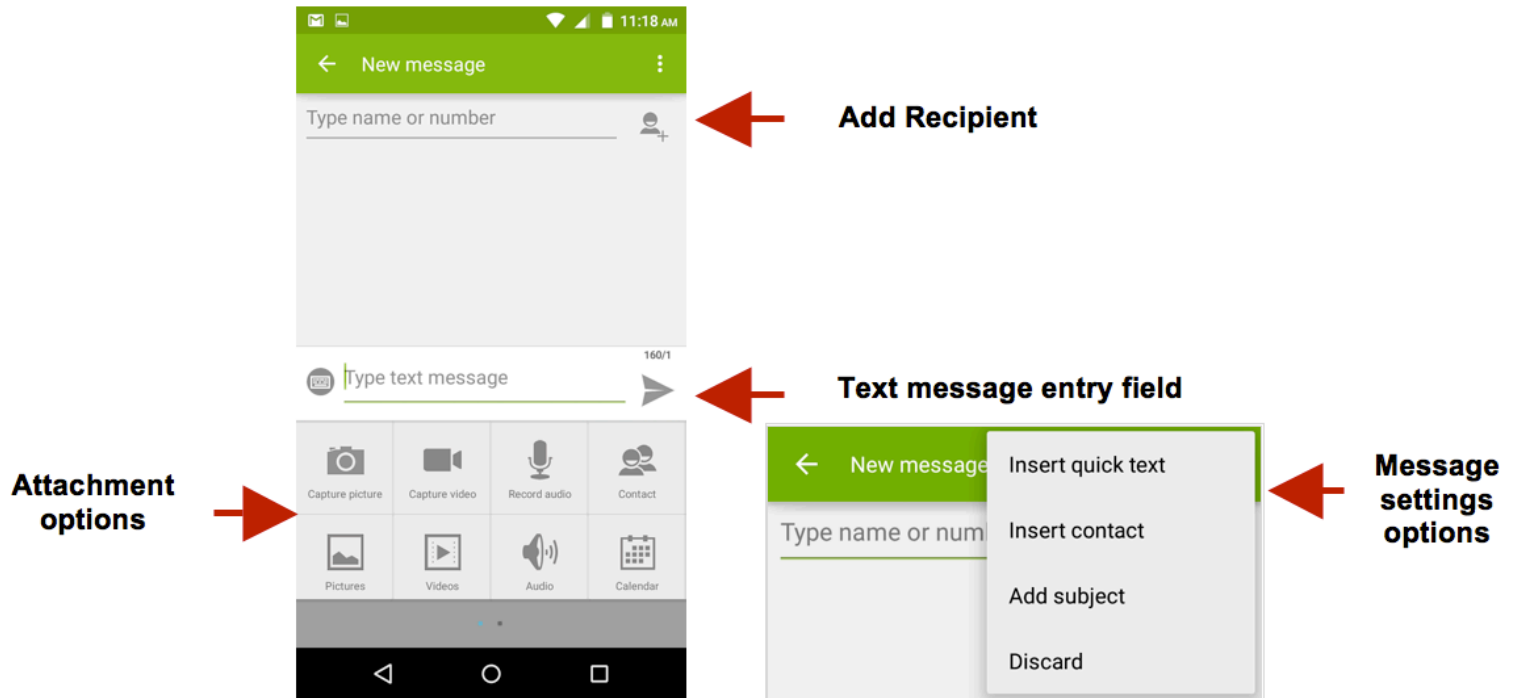 11:18 AM
New message
Type name or number
Add Recipient
160/1
Type text message
Text message entry field
Capture picture
Capture video
Record audio
Contact
Pictures
Videos
Audio
Calendar
Attachment
options
New message
Type name or num
Insert quick text
Insert contact
Add subject
Discard
Message
settings
options